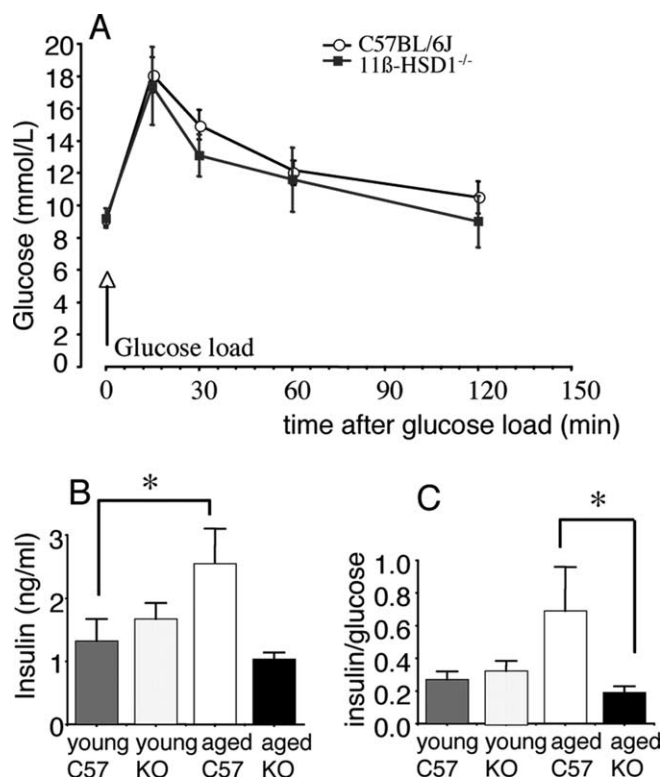 A
C57BL/6J
11ß-HSD1-/-
Glucose (mmol/L)
20
18
16
14
12
10
8
6
4
2
0
Glucose load
0 30 60 90 120 150
time after glucose load (min)
B
*
Insulin (ng/ml)
3
2
1
0
young young aged aged
C57 KO C57 KO
C
*
insulin/glucose
1.0
0.8
0.6
0.4
0.2
0.0
young young aged aged
C57 KO C57 KO